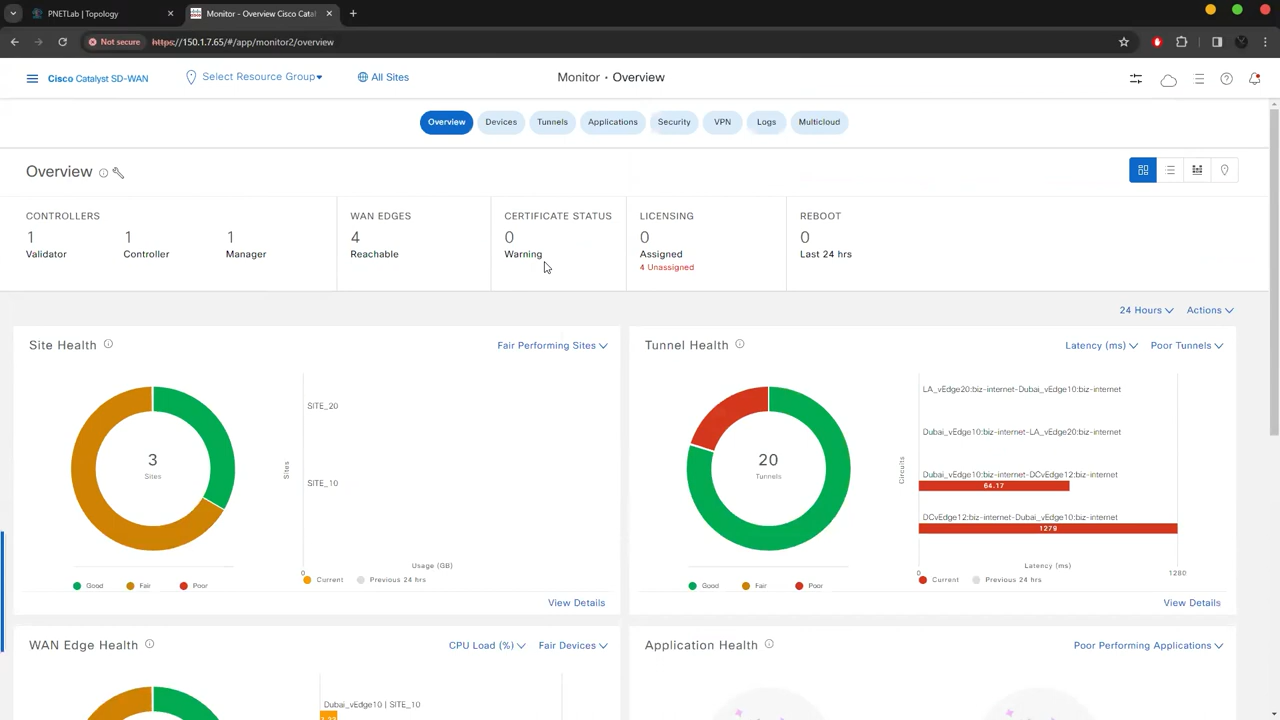 PNETLab | Topology
Monitor - Overview Cisco Catal
Not secure https://150.1.7.65/#/app/monitor2/overview
Cisco Catalyst SD-WAN
Select Resource Group
All Sites
Monitor · Overview
Overview
Devices
Tunnels
Applications
Security
VPN
Logs
Multicloud
Overview
CONTROLLERS
1
Validator
1
Controller
1
Manager
WAN EDGES
4
Reachable
CERTIFICATE STATUS
0
Warning
LICENSING
0
Assigned
4 Unassigned
REBOOT
0
Last 24 hrs
24 Hours
Actions
Site Health
Fair Performing Sites
3
Sites
Good
Fair
Poor
Sites
SITE_20
SITE_10
0
Usage (GB)
Current
Previous 24 hrs
View Details
Tunnel Health
Latency (ms)
Poor Tunnels
20
Tunnels
Good
Fair
Poor
Circuits
LA_vEdge20:biz-internet-Dubai_vEdge10:biz-internet
Dubai_vEdge10:biz-internet-LA_vEdge20:biz-internet
Dubai_vEdge10:biz-internet-DCvEdge12:biz-internet
64.17
DCvEdge12:biz-internet-Dubai_vEdge10:biz-internet
1279
0
Latency (ms)
1280
Current
Previous 24 hrs
View Details
WAN Edge Health
CPU Load (%)
Fair Devices
Dubai_vEdge10 | SITE_10
Application Health
Poor Performing Applications